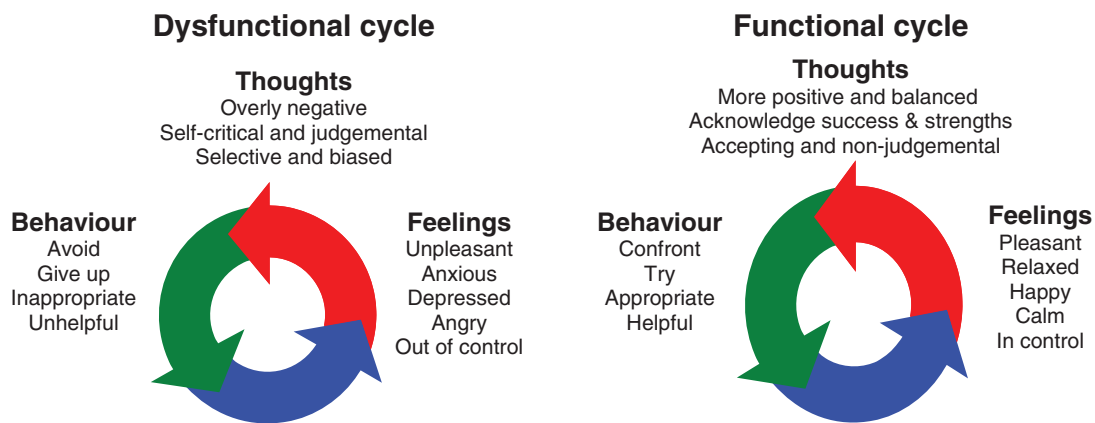 Dysfunctional cycle
Thoughts
Overly negative
Self-critical and judgemental
Selective and biased
Behaviour
Avoid
Give up
Inappropriate
Unhelpful
Feelings
Unpleasant
Anxious
Depressed
Angry
Out of control
Functional cycle
Thoughts
More positive and balanced
Acknowledge success & strengths
Accepting and non-judgemental
Behaviour
Confront
Try
Appropriate
Helpful
Feelings
Pleasant
Relaxed
Happy
Calm
In control